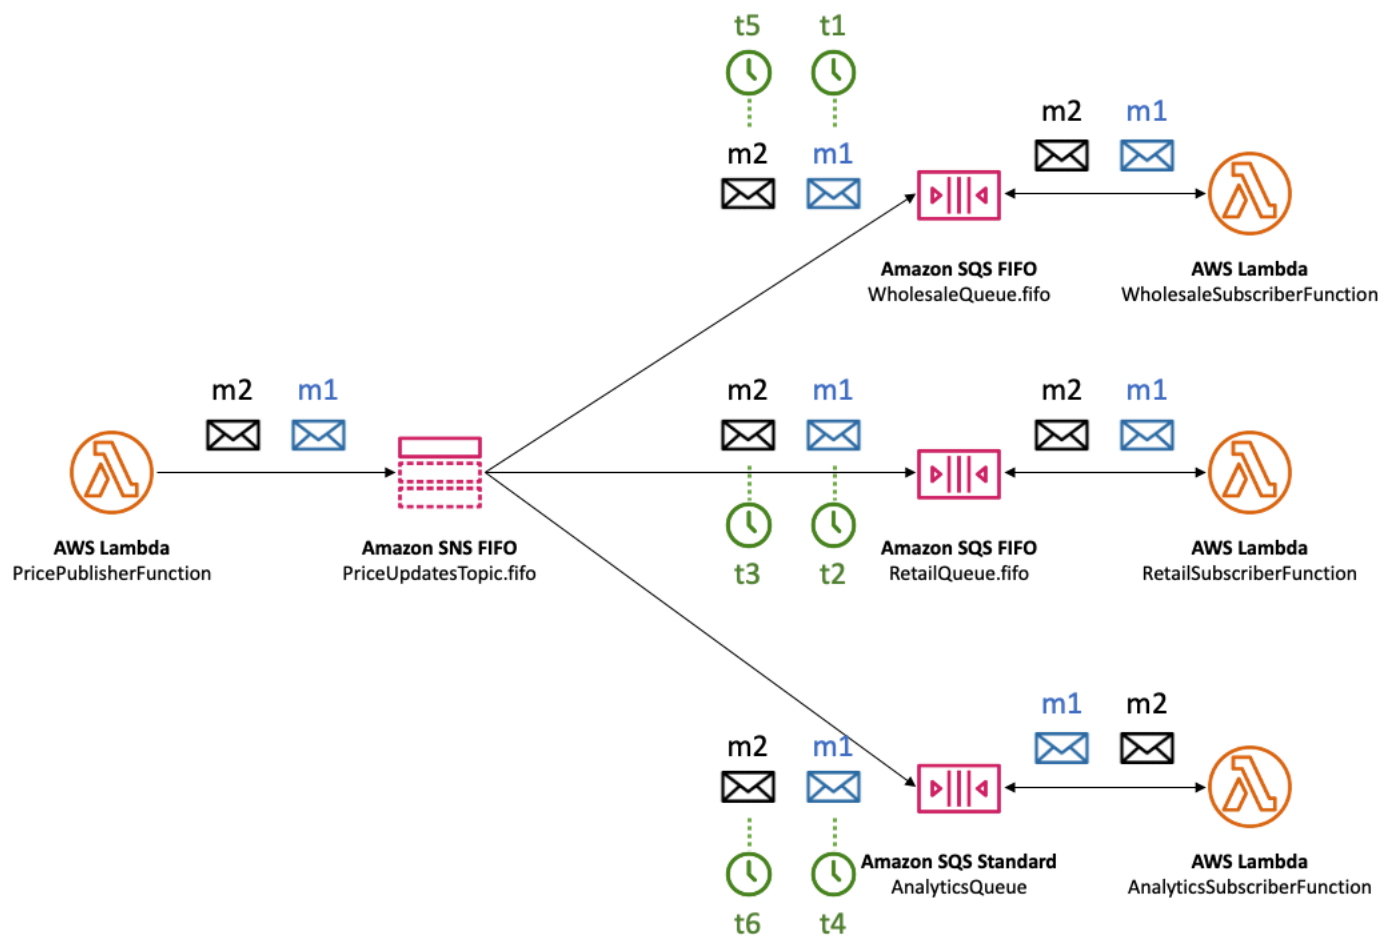 t5 t1
m2 m1
m2 m1
Amazon SQS FIFO
WholesaleQueue.fifo
AWS Lambda
WholesaleSubscriberFunction
m2 m1
m2 m1
m2 m1
AWS Lambda
PricePublisherFunction
Amazon SNS FIFO
PriceUpdatesTopic.fifo
t3 t2
Amazon SQS FIFO
RetailQueue.fifo
AWS Lambda
RetailSubscriberFunction
m1 m2
m2 m1
Amazon SQS Standard
AnalyticsQueue
AWS Lambda
AnalyticsSubscriberFunction
t6 t4